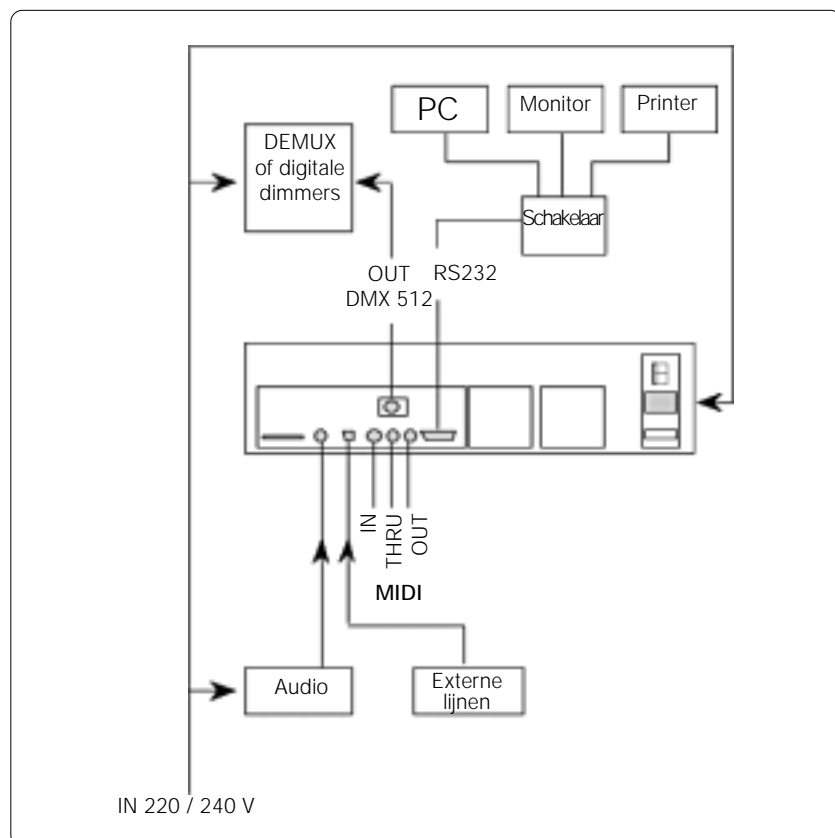 PC
Monitor
Printer
DEMUX
of digitale
dimmers
Schakelaar
OUT
DMX 512
RS232
IN
THRU
OUT
MIDI
Audio
Externe
lijnen
IN 220 / 240 V